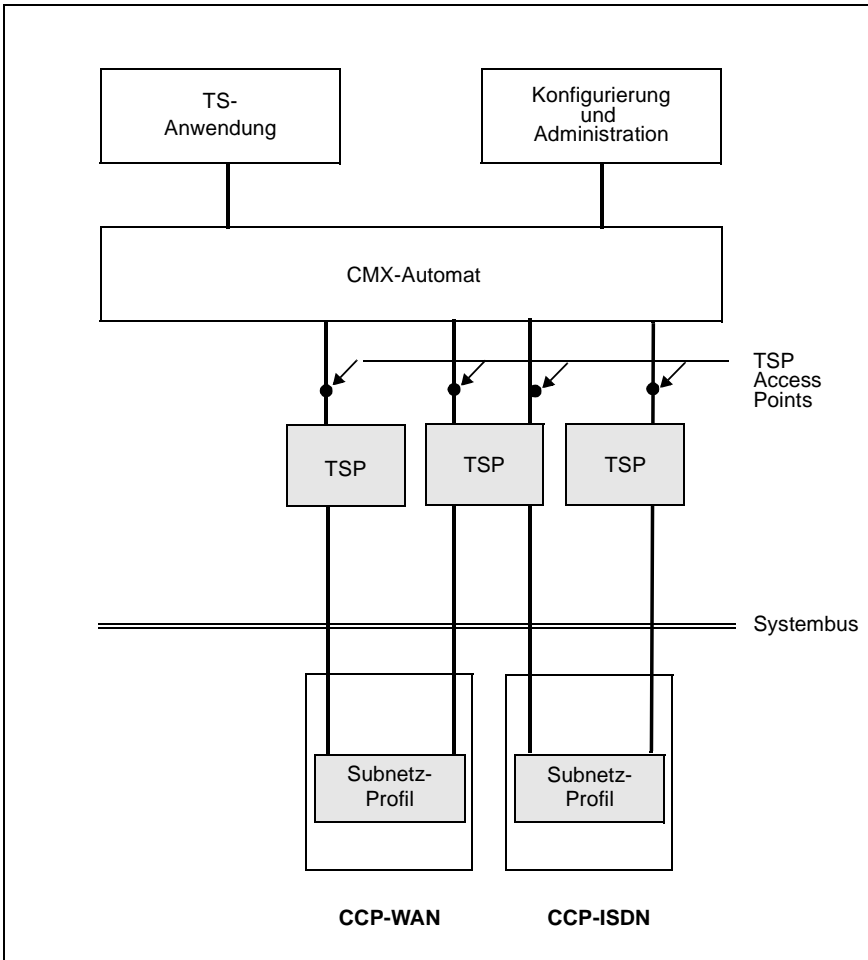 TS-
Anwendung
Konfigurierung
und
Administration
CMX-Automat
TSP
Access
Points
TSP
TSP
TSP
Systembus
Subnetz-
Profil
Subnetz-
Profil
CCP-WAN
CCP-ISDN